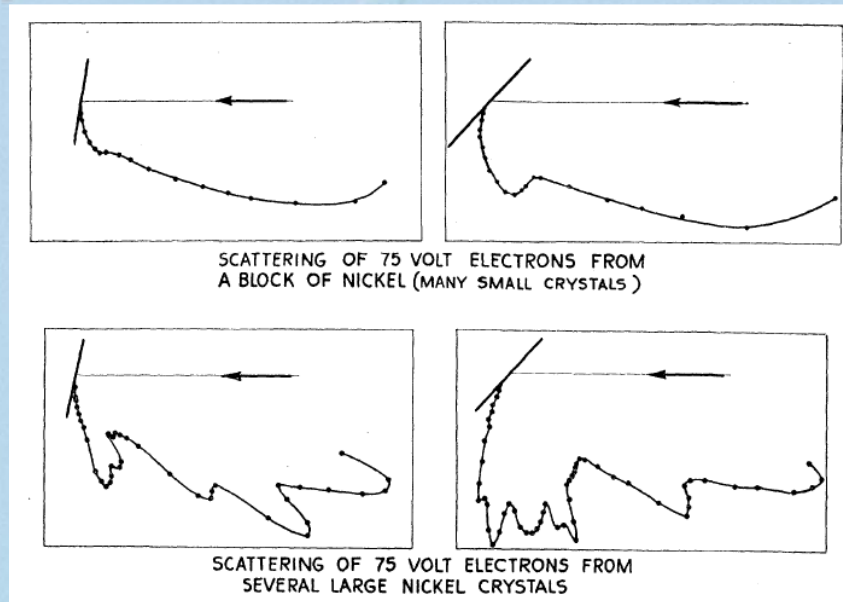 SCATTERING OF 75 VOLT ELECTRONS FROM
A BLOCK OF NICKEL (MANY SMALL CRYSTALS)
SCATTERING OF 75 VOLT ELECTRONS FROM
SEVERAL LARGE NICKEL CRYSTALS